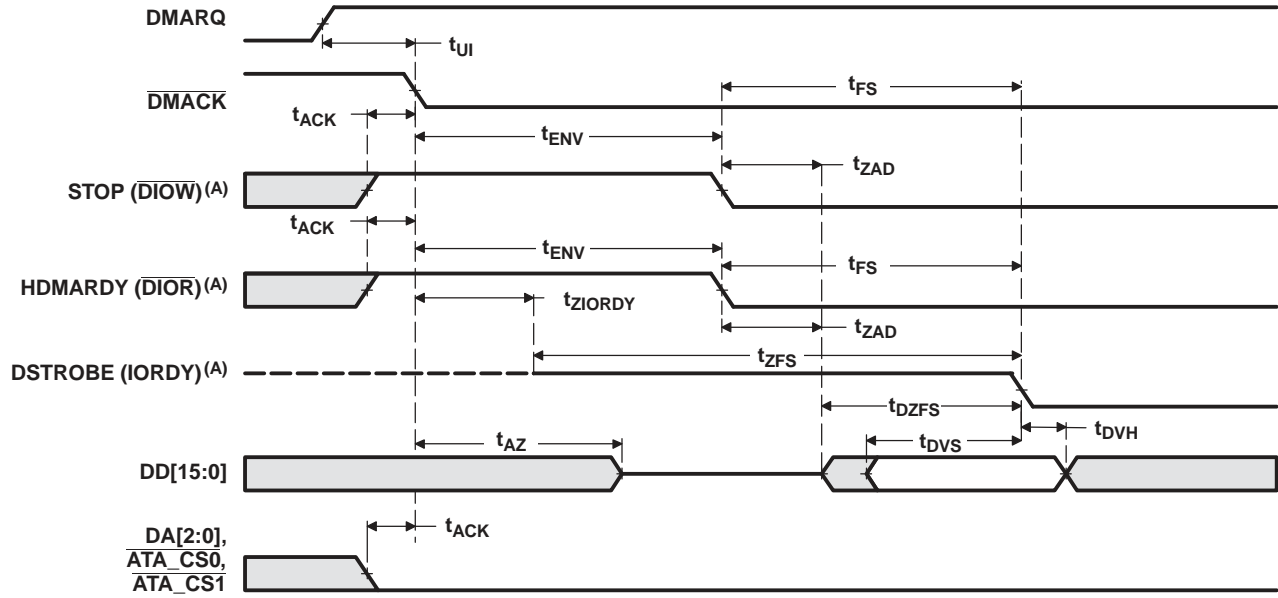 DMARQ
tUI
DMACK
tFS
tACK
tENV
tZAD
STOP (DIOW)(A)
tACK
tENV
tFS
HDMARDY (DIOR)(A)
tZIORDY
tZAD
tZFS
DSTROBE (IORDY)(A)
tDZFS
tDVH
tAZ
tDVS
DD[15:0]
tACK
DA[2:0],
ATA_CS0,
ATA_CS1